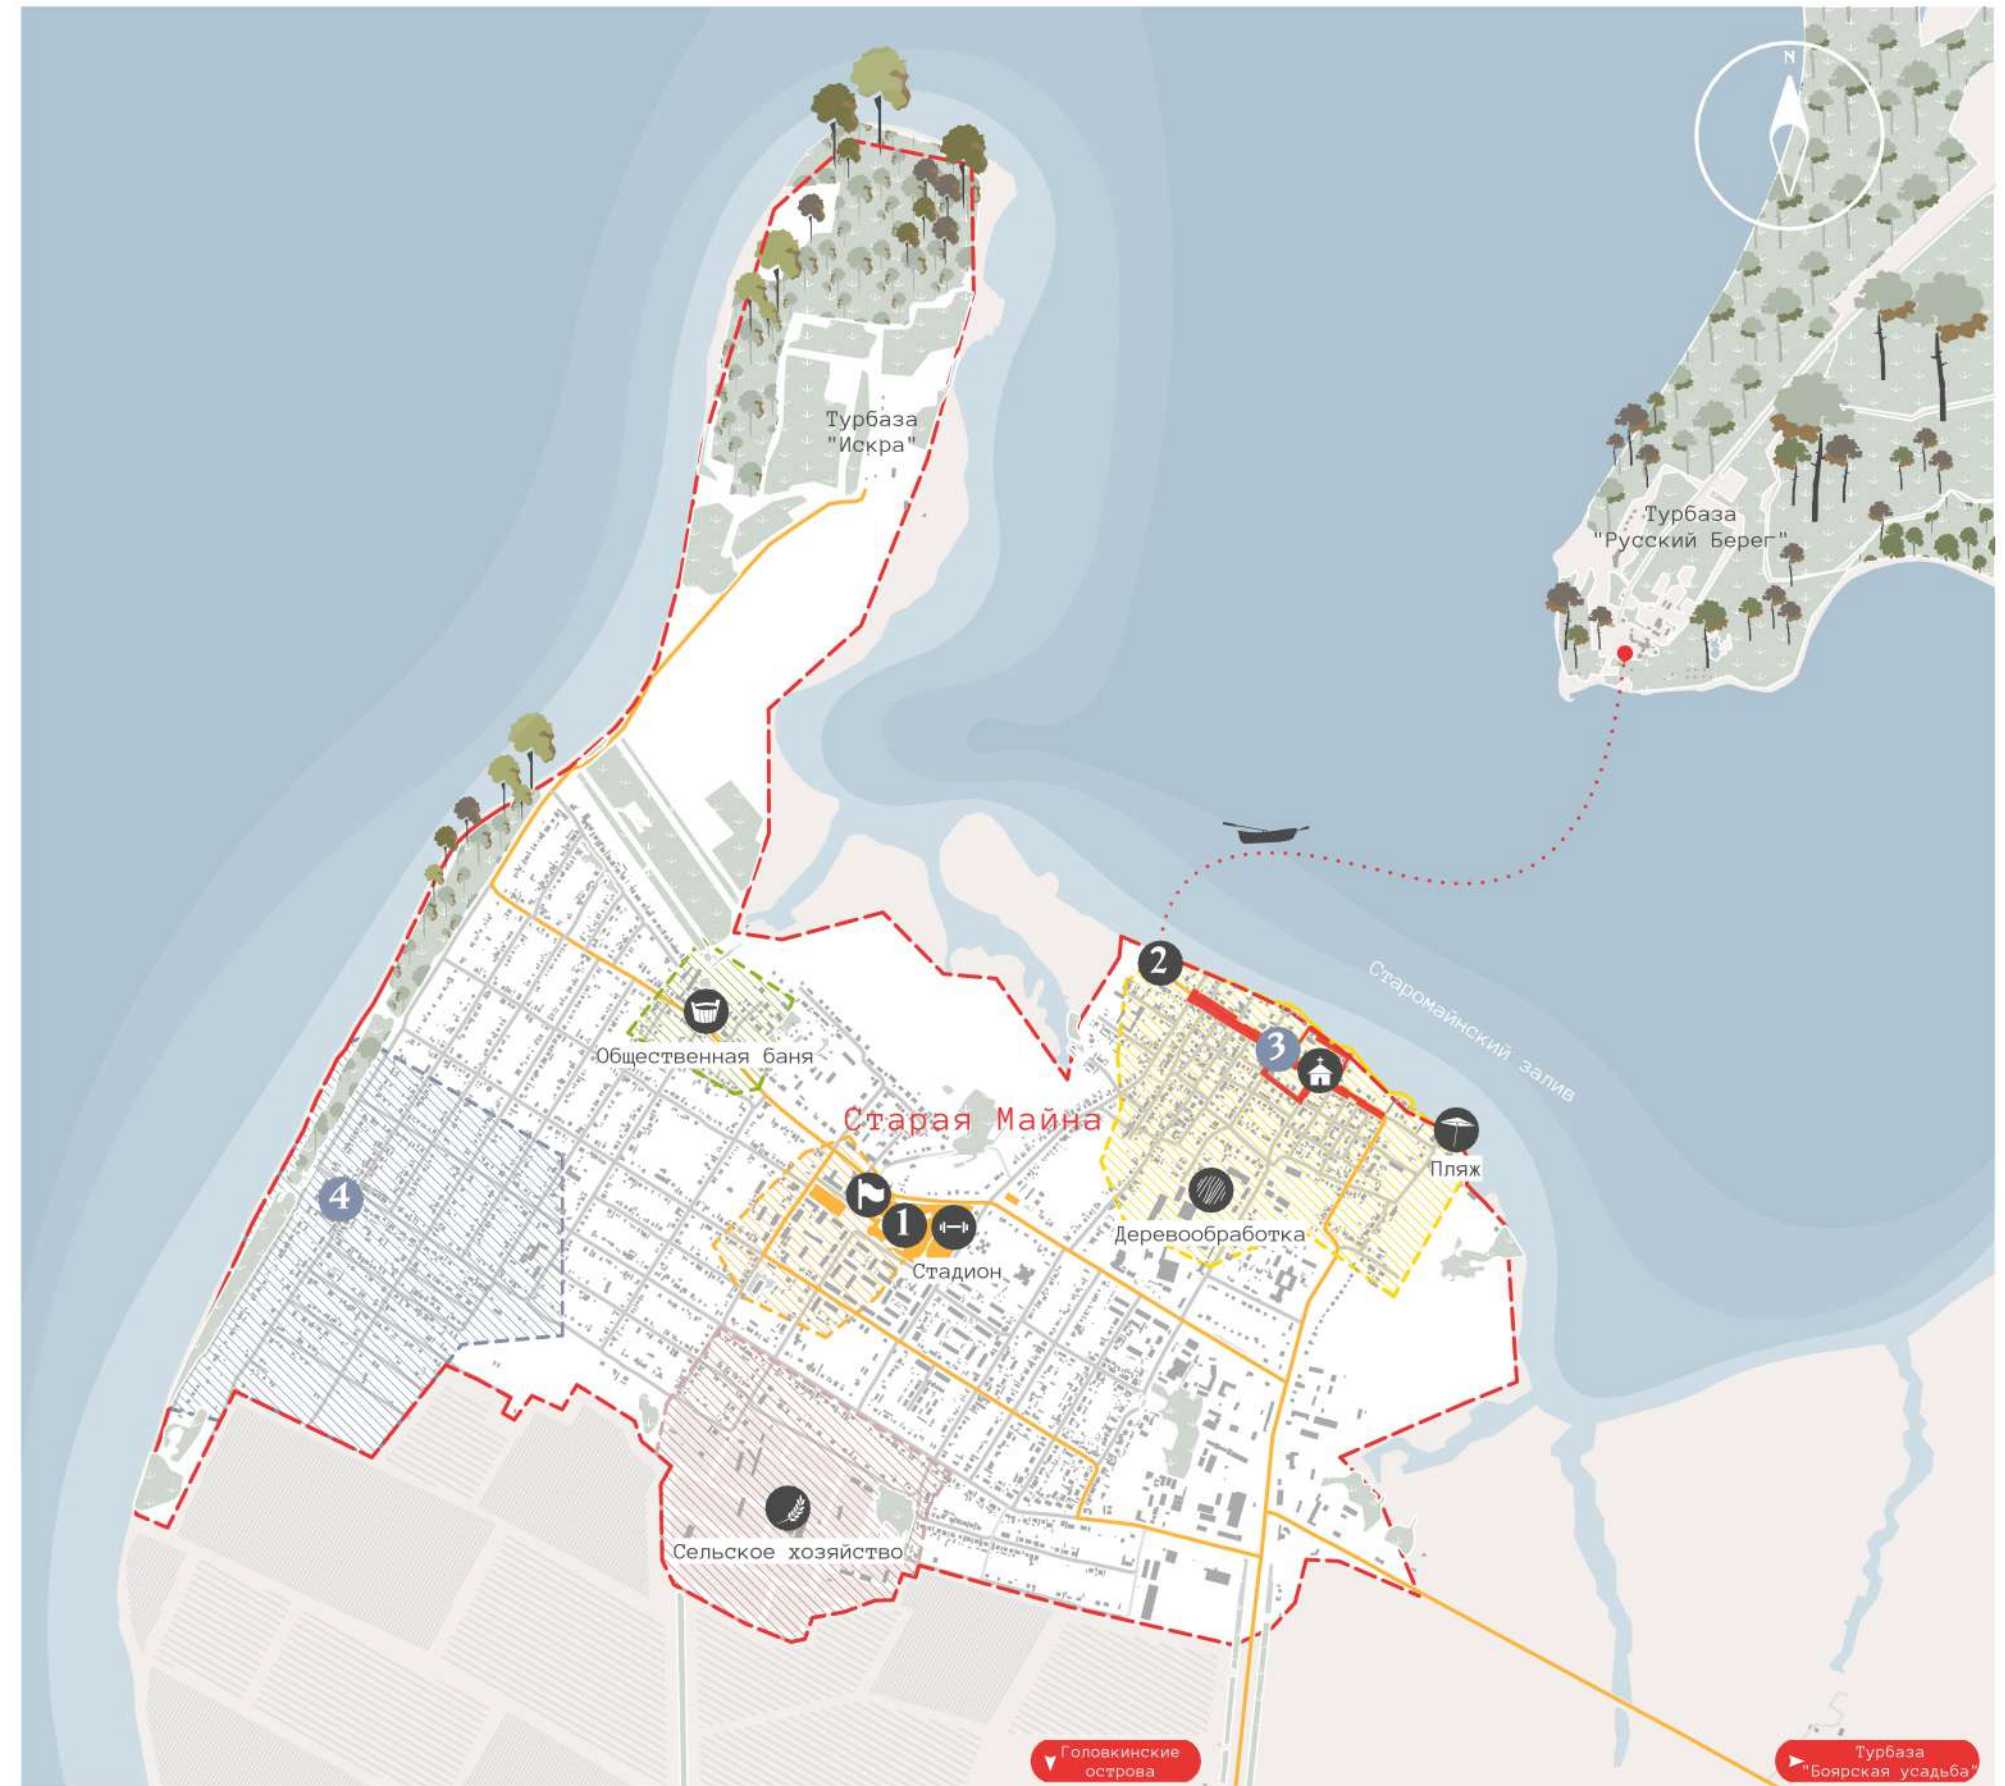 N
Турбаза
"Искра"
Турбаза
"Русский Берег"
2
Старомайнский залив
3
Общественная баня
Старая Майна
Пляж
4
1
Деревообработка
Стадион
Сельское хозяйство
Головкинские
острова
Турбаза
"Боярская усадьба"